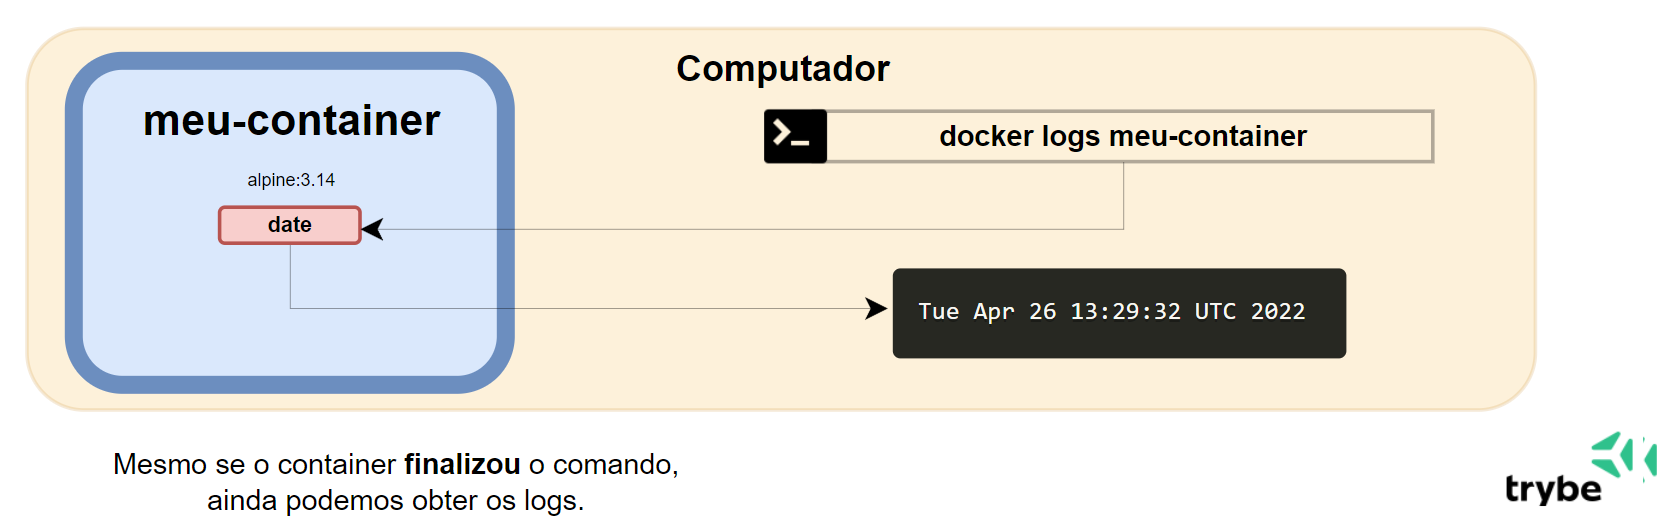 Computador
meu-container
docker logs meu-container
alpine:3.14
date
Tue Apr 26 13:29:32 UTC 2022
Mesmo se o container finalizou o comando,
ainda podemos obter os logs.
trybe